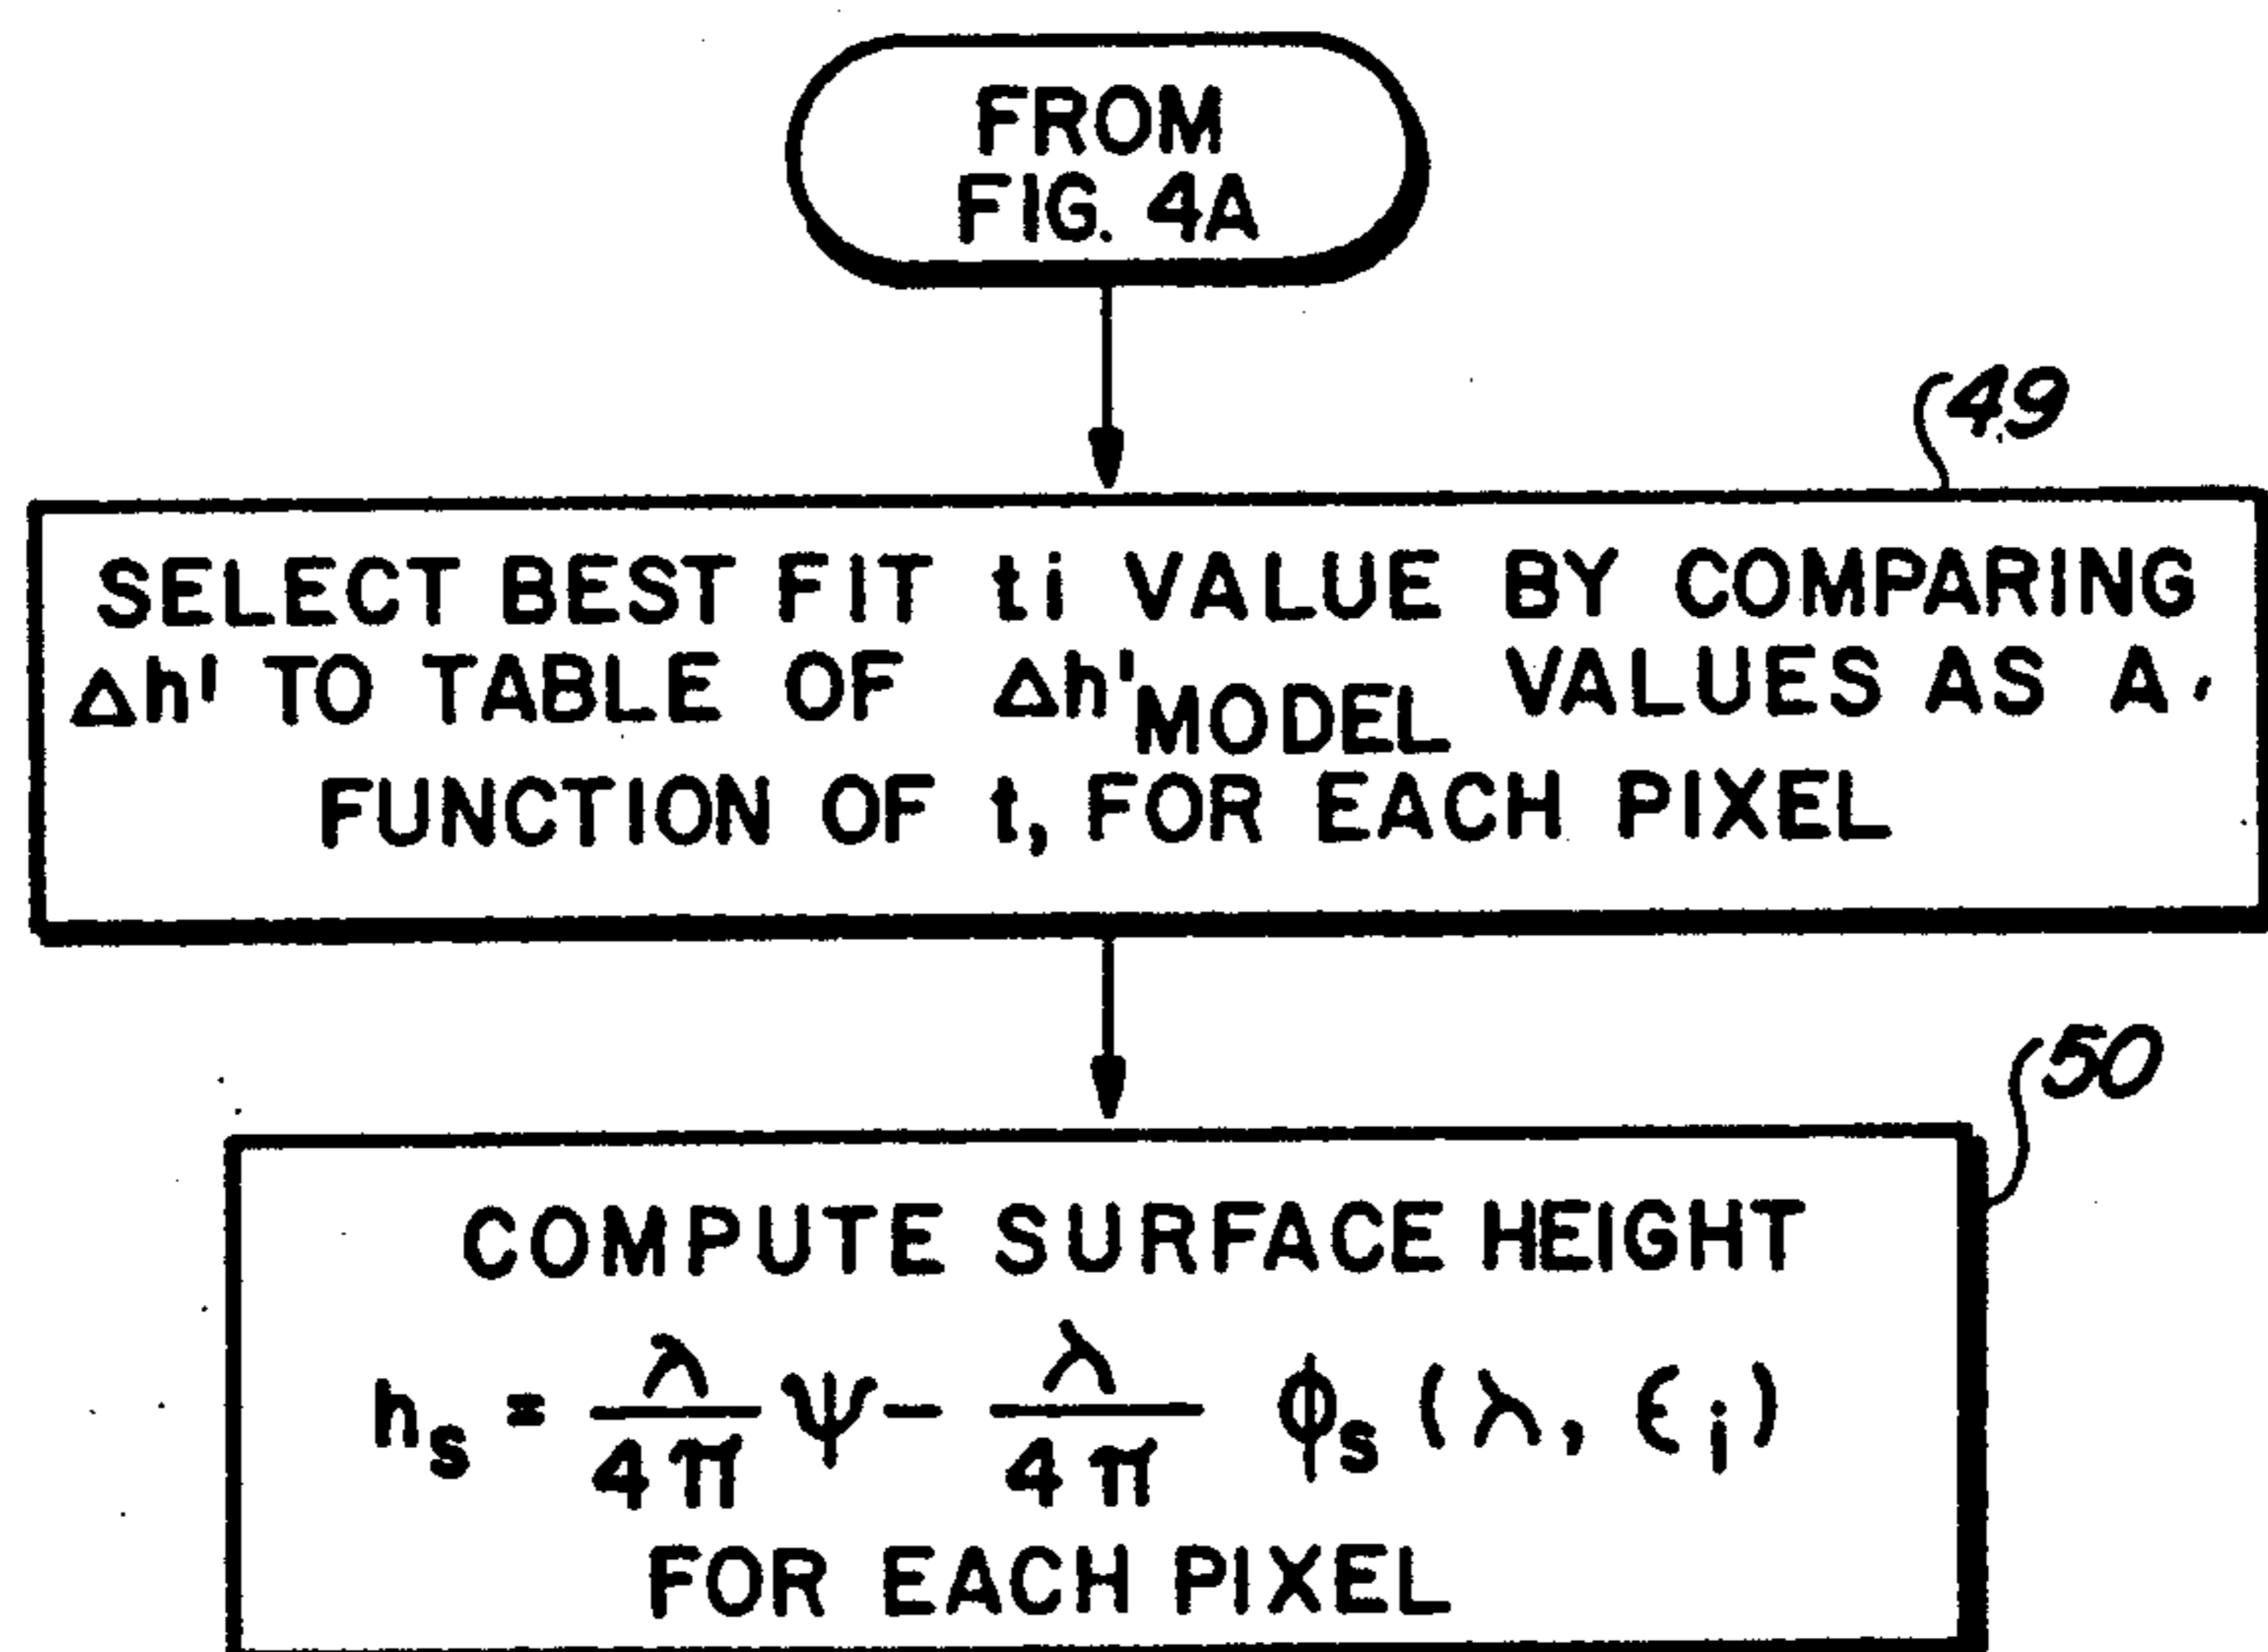 FROM
FIG. 4A
49
SELECT BEST FIT ti VALUE BY COMPARING
Δh' TO TABLE OF Δh'MODEL VALUES AS A
FUNCTION OF t, FOR EACH PIXEL
50
COMPUTE SURFACE HEIGHT
hs = λ/4π ψ - λ/4π ϕs (λ, ϵi)
FOR EACH PIXEL